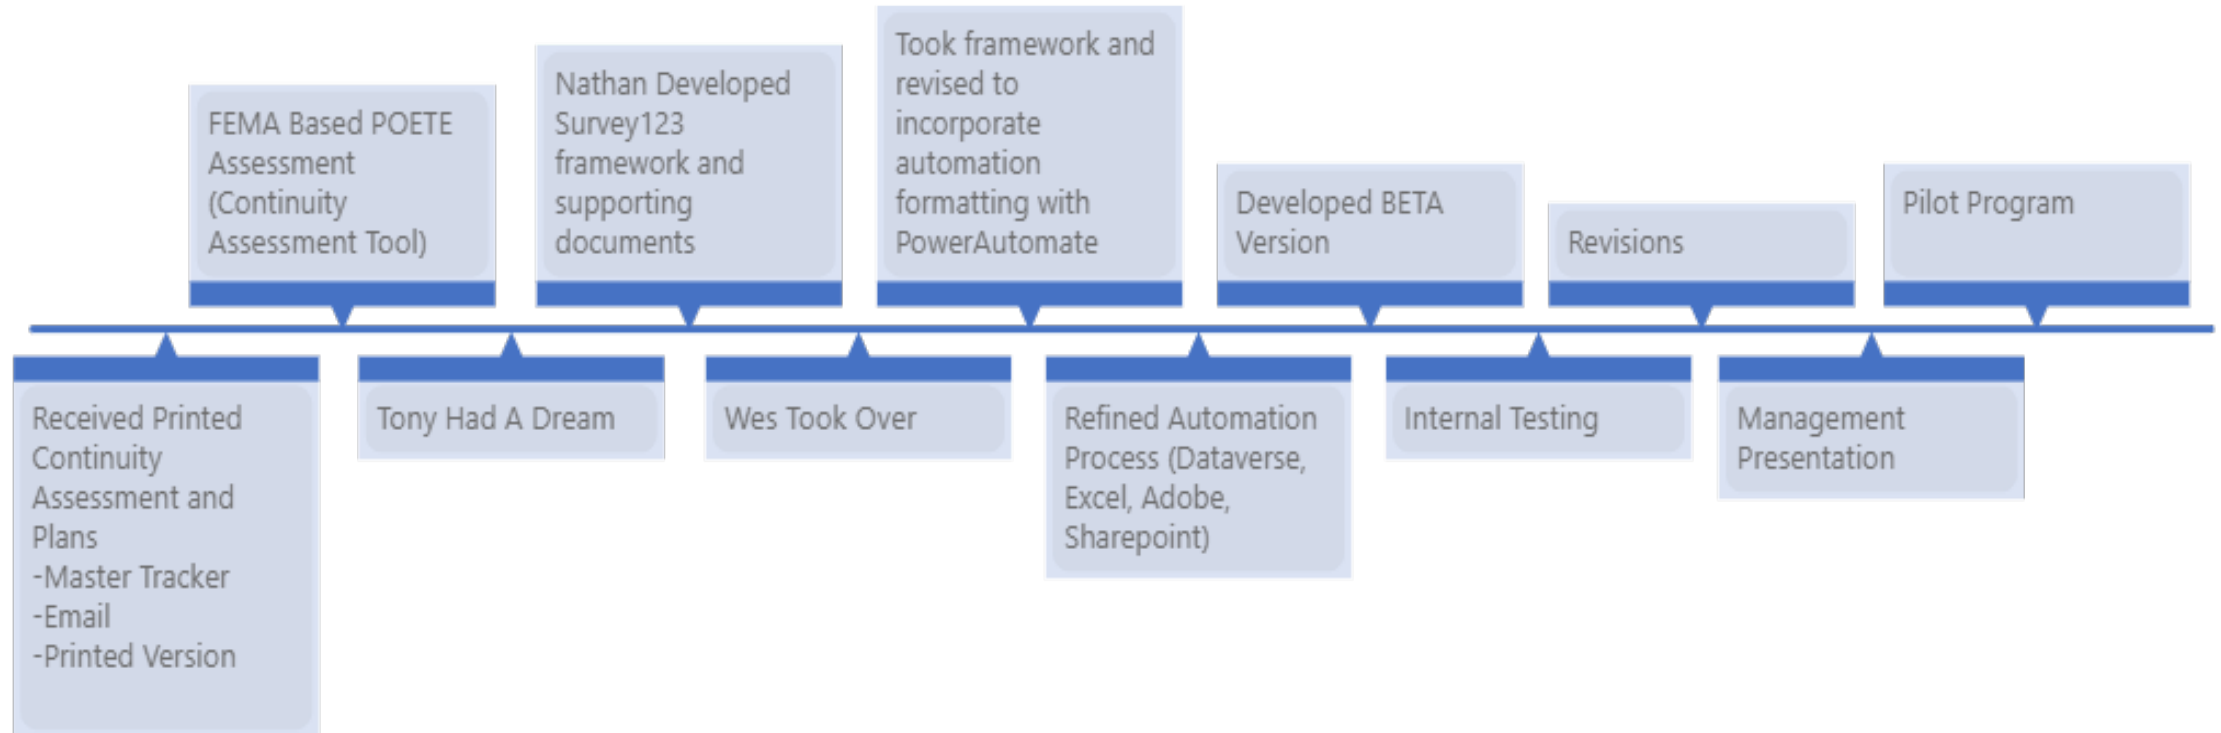 Received Printed
Continuity
Assessment and
Plans
-Master Tracker
-Email
-Printed Version
FEMA Based POETE
Assessment
(Continuity
Assessment Tool)
Tony Had A Dream
Nathan Developed
Survey123
framework and
supporting
documents
Wes Took Over
Took framework and
revised to
incorporate
automation
formatting with
PowerAutomate
Refined Automation
Process (Dataverse,
Excel, Adobe,
Sharepoint)
Developed BETA
Version
Internal Testing
Revisions
Management
Presentation
Pilot Program